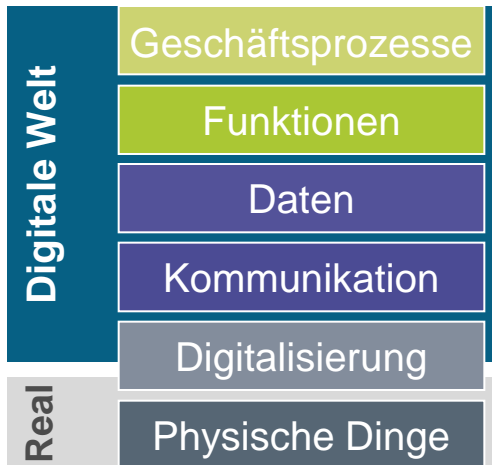 Digitale Welt
Geschäftsprozesse
Funktionen
Daten
Kommunikation
Digitalisierung
Real
Physische Dinge